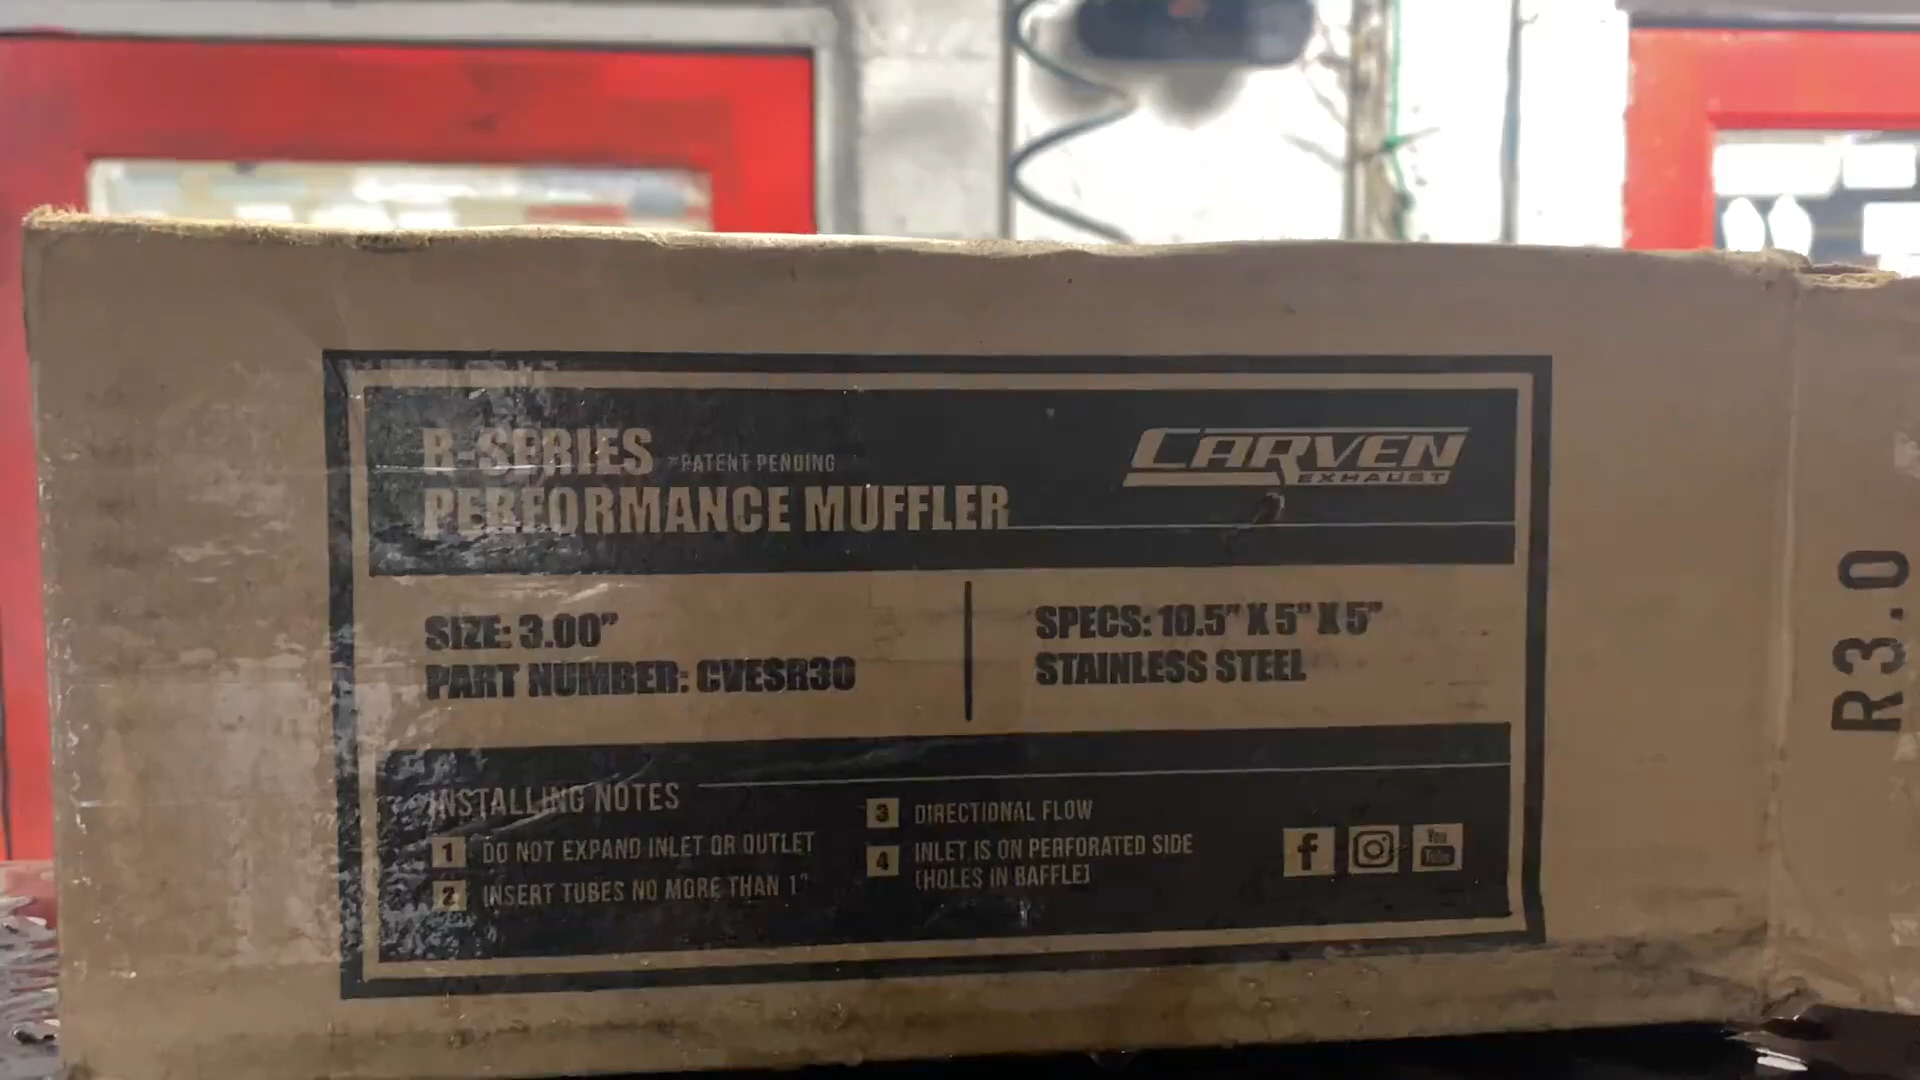 R-SERIES *PATENT PENDING
PERFORMANCE MUFFLER
CARVEN
EXHAUST
SIZE: 3.00”
PART NUMBER: CVESR30
SPECS: 10.5” X 5” X 5”
STAINLESS STEEL
INSTALLING NOTES
1 DO NOT EXPAND INLET OR OUTLET
2 INSERT TUBES NO MORE THAN 1"
3 DIRECTIONAL FLOW
4 INLET IS ON PERFORATED SIDE
(HOLES IN BAFFLE)
f
You
Tube
R3.0